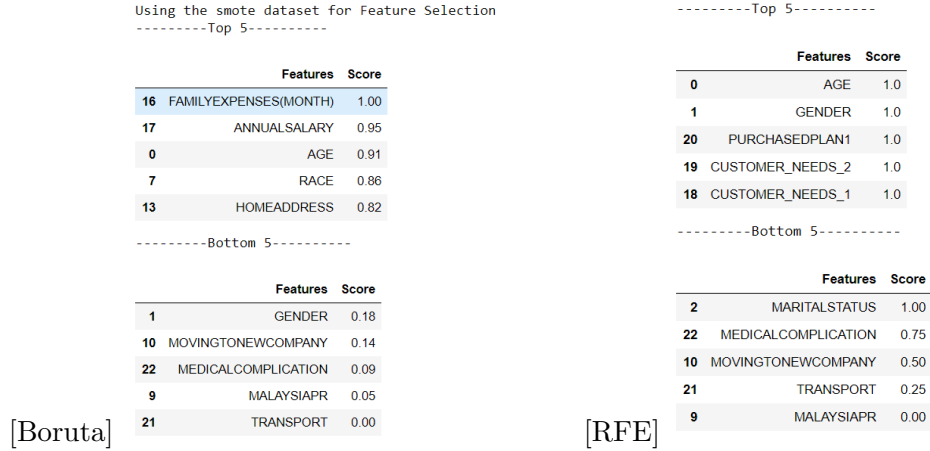 Using the smote dataset for Feature Selection
---------Top 5----------
Features Score
16 FAMILYEXPENSES(MONTH) 1.00
17 ANNUALSALARY 0.95
0 AGE 0.91
7 RACE 0.86
13 HOMEADDRESS 0.82
---------Bottom 5----------
Features Score
1 GENDER 0.18
10 MOVINGTONEWCOMPANY 0.14
22 MEDICALCOMPLICATION 0.09
9 MALAYSIAPR 0.05
21 TRANSPORT 0.00
[Boruta]
---------Top 5----------
Features Score
0 AGE 1.0
1 GENDER 1.0
20 PURCHASEDPLAN1 1.0
19 CUSTOMER_NEEDS_2 1.0
18 CUSTOMER_NEEDS_1 1.0
---------Bottom 5----------
Features Score
2 MARITALSTATUS 1.00
22 MEDICALCOMPLICATION 0.75
10 MOVINGTONEWCOMPANY 0.50
21 TRANSPORT 0.25
9 MALAYSIAPR 0.00
[RFE]